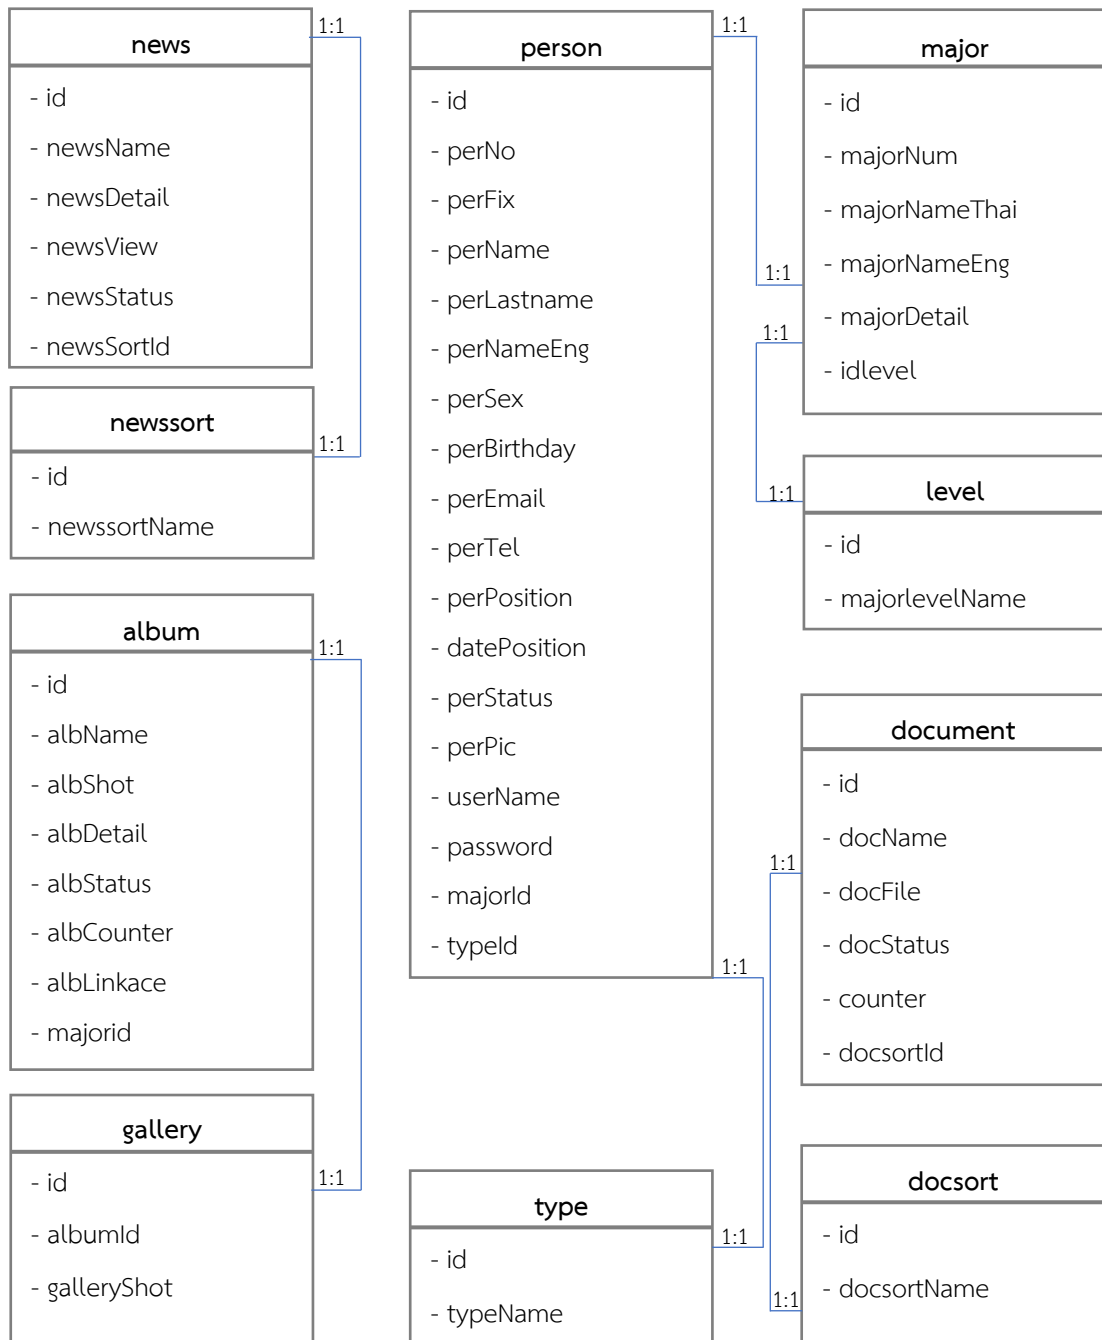 news
- id
- newsName
- newsDetail
- newsView
- newsStatus
- newsSortId
1:1
newssort
- id
- newssortName
1:1
album
- id
- albName
- albShot
- albDetail
- albStatus
- albCounter
- albLinkace
- majorid
1:1
gallery
- id
- albumId
- galleryShot
1:1
person
- id
- perNo
- perFix
- perName
- perLastname
- perNameEng
- perSex
- perBirthday
- perEmail
- perTel
- perPosition
- datePosition
- perStatus
- perPic
- userName
- password
- majorId
- typeId
1:1
1:1
type
- id
- typeName
1:1
major
- id
- majorNum
- majorNameThai
- majorNameEng
- majorDetail
- idlevel
1:1
1:1
level
- id
- majorlevelName
1:1
document
- id
- docName
- docFile
- docStatus
- counter
- docsortId
1:1
docsort
- id
- docsortName
1:1